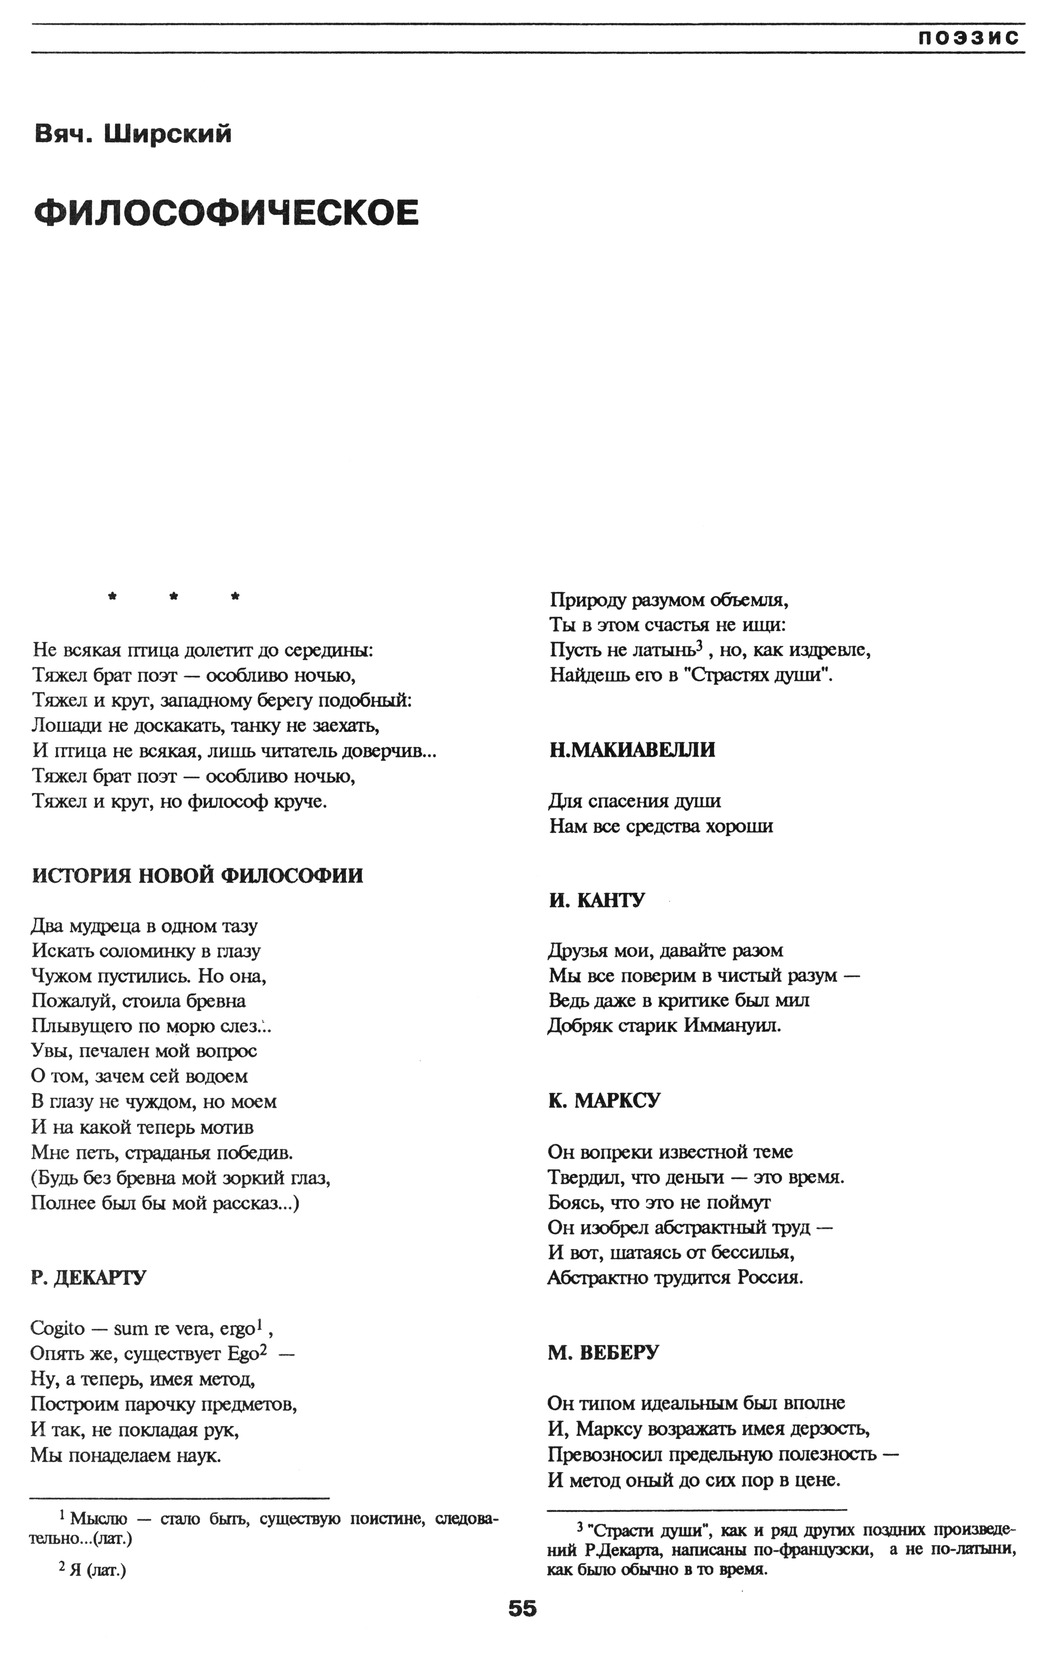 ПОЭЗИС
Вяч. Ширский
ФИЛОСОФИЧЕСКОЕ
* * *
Не всякая птица долетит до середины:
Тяжел брат поэт — особливо ночью,
Тяжел и крут, западному берегу подобный:
Лошади не доскакать, танку не заехать,
И птица не всякая, лишь читатель доверчив...
Тяжел брат поэт — особливо ночью,
Тяжел и крут, но философ круче.
ИСТОРИЯ НОВОЙ ФИЛОСОФИИ
Два мудреца в одном тазу
Искать соломинку в глазу
Чужом пустились. Но она,
Пожалуй, стоила бревна
Плывущего по морю слез...
Увы, печален мой вопрос
О том, зачем сей водоем
В глазу не чуждом, но моем
И на какой теперь мотив
Мне петь, страданья победив.
(Будь без бревна мой зоркий глаз,
Полнее был бы мой рассказ...)
Р. ДЕКАРТУ
Cogito — sum re vera, ergo1 ,
Опять же, существует Ego2 —
Ну, а теперь, имея метод,
Построим парочку предметов,
И так, не покладая рук,
Мы понаделаем наук.
1 Мыслю — стало быть, существую поистине, следова-
тельно...(лат.)
2 Я (лат.)
Природу разумом объемля,
Ты в этом счастья не ищи:
Пусть не латынь3 , но, как издревле,
Найдешь его в "Страстях души".
Н.МАКИАВЕЛЛИ
Для спасения души
Нам все средства хороши
И. КАНТУ
Друзья мои, давайте разом
Мы все поверим в чистый разум —
Ведь даже в критике был мил
Добряк старик Иммануил.
К. МАРКСУ
Он вопреки известной теме
Твердил, что деньги — это время.
Боясь, что это не поймут
Он изобрел абстрактный труд —
И вот, шатаясь от бессилья,
Абстрактно трудится Россия.
М. ВЕБЕРУ
Он типом идеальным был вполне
И, Марксу возражать имея дерзость,
Превозносил предельную полезность —
И метод оный до сих пор в цене.
3 "Страсти души", как и ряд других поздних произведе-
ний Р.Декарта, написаны по-французски, а не по-латыни,
как было обычно в то время.
55